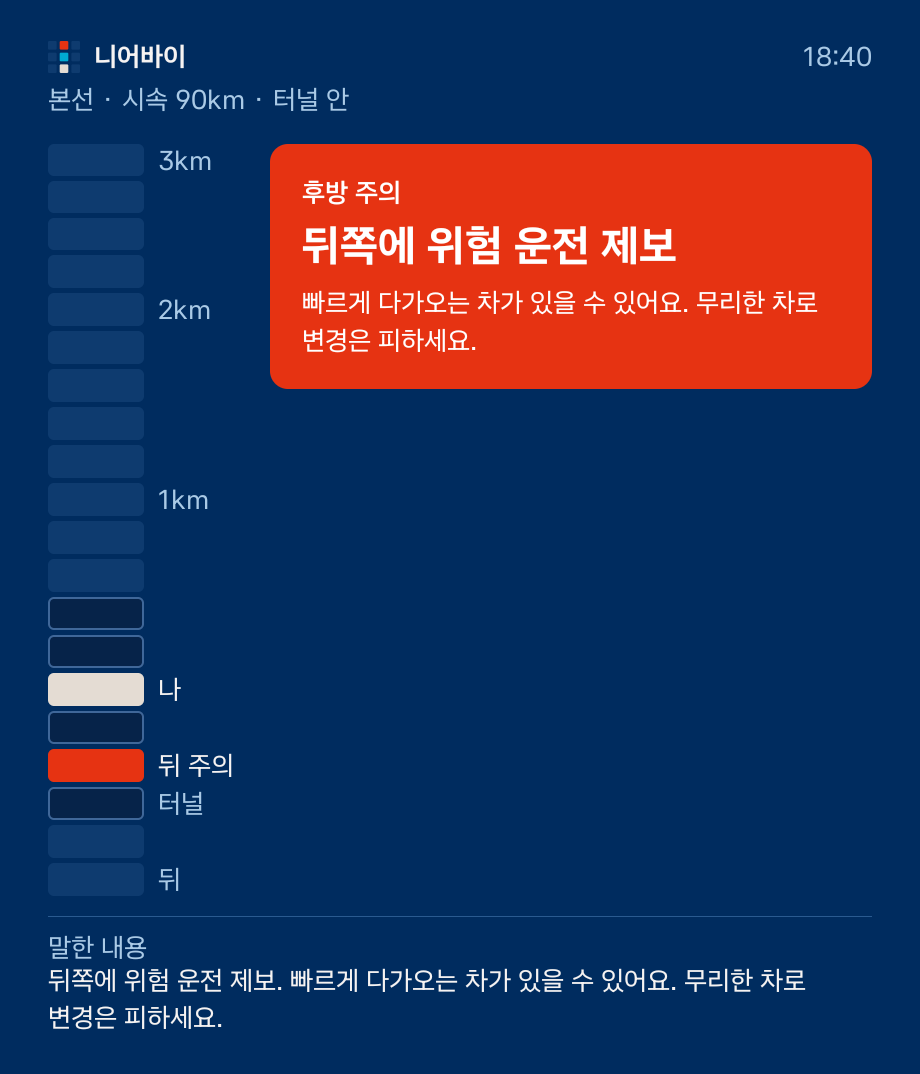 니어바이
18:40
본선 · 시속 90km · 터널 안
3km
후방 주의
뒤쪽에 위험 운전 제보
빠르게 다가오는 차가 있을 수 있어요. 무리한 차로
변경은 피하세요.
2km
1km
나
뒤 주의
터널
뒤
말한 내용
뒤쪽에 위험 운전 제보. 빠르게 다가오는 차가 있을 수 있어요. 무리한 차로
변경은 피하세요.